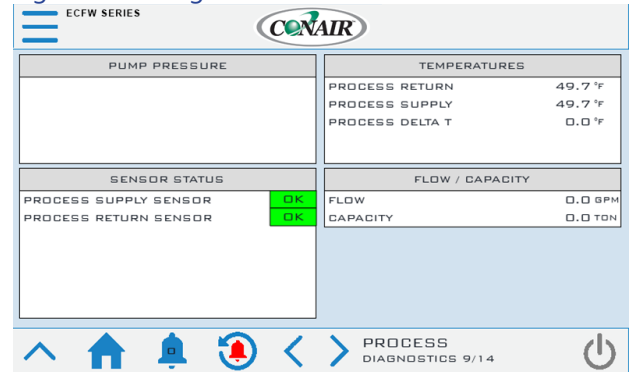 ECFW SERIES
CONAIR
PUMP PRESSURE
TEMPERATURES
PROCESS RETURN 49.7 °F
PROCESS SUPPLY 49.7 °F
PROCESS DELTA T 0.0 °F
SENSOR STATUS
PROCESS SUPPLY SENSOR OK
PROCESS RETURN SENSOR OK
FLOW / CAPACITY
FLOW 0.0 GPM
CAPACITY 0.0 TON
0
PROCESS
DIAGNOSTICS 9/14